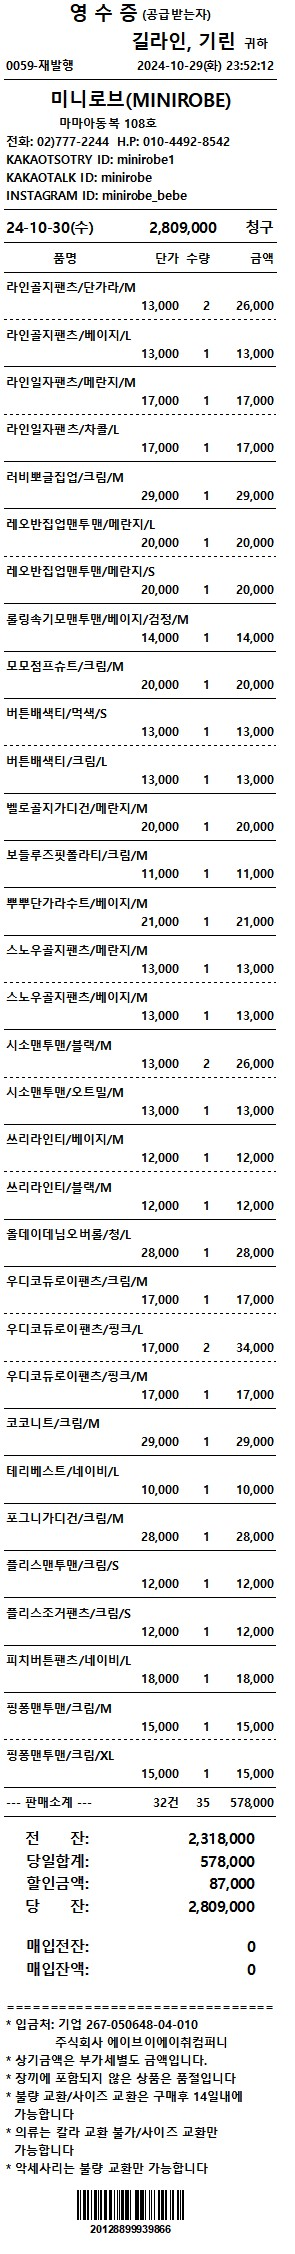 영 수 증 (공급받는자)
길라인, 기린 귀하
0059-재발행 2024-10-29(화) 23:52:12
미니로브(MINIROBE)
마마아동복 108호
전화: 02)777-2244 H.P: 010-4492-8542
KAKAOTSOTRY ID: minirobe1
KAKAOTALK ID: minirobe
INSTAGRAM ID: minirobe_bebe
24-10-30(수) 2,809,000 청구
품명 단가 수량 금액
라인골지팬츠/단가라/M
13,000 2 26,000
라인골지팬츠/베이지/L
13,000 1 13,000
라인일자팬츠/메란지/M
17,000 1 17,000
라인일자팬츠/차콜/L
17,000 1 17,000
러비뽀글집업/크림/M
29,000 1 29,000
레오반집업맨투맨/메란지/L
20,000 1 20,000
레오반집업맨투맨/메란지/S
20,000 1 20,000
롤링속기모맨투맨/베이지/검정/M
14,000 1 14,000
모모점프슈트/크림/M
20,000 1 20,000
버튼배색티/먹색/S
13,000 1 13,000
버튼배색티/크림/L
13,000 1 13,000
벨로골지가디건/메란지/M
20,000 1 20,000
보들루즈핏폴라티/크림/M
11,000 1 11,000
뿌뿌단가라수트/베이지/M
21,000 1 21,000
스노우골지팬츠/메란지/M
13,000 1 13,000
스노우골지팬츠/베이지/M
13,000 1 13,000
시소맨투맨/블랙/M
13,000 2 26,000
시소맨투맨/오트밀/M
13,000 1 13,000
쓰리라인티/베이지/M
12,000 1 12,000
쓰리라인티/블랙/M
12,000 1 12,000
올데이데님오버롤/청/L
28,000 1 28,000
우디코듀로이팬츠/크림/M
17,000 1 17,000
우디코듀로이팬츠/핑크/L
17,000 2 34,000
우디코듀로이팬츠/핑크/M
17,000 1 17,000
코코니트/크림/M
29,000 1 29,000
테리베스트/네이비/L
10,000 1 10,000
포그니가디건/크림/M
28,000 1 28,000
플리스맨투맨/크림/S
12,000 1 12,000
플리스조거팬츠/크림/S
12,000 1 12,000
피치버튼팬츠/네이비/L
18,000 1 18,000
핑퐁맨투맨/크림/M
15,000 1 15,000
핑퐁맨투맨/크림/XL
15,000 1 15,000
--- 판매소계 --- 32건 35 578,000
전 잔: 2,318,000
당일합계: 578,000
할인금액: 87,000
당 잔: 2,809,000
매입전잔: 0
매입잔액: 0
==============================
* 입금처: 기업 267-050648-04-010
주식회사 에이브이에이취컴퍼니
* 상기금액은 부가세별도 금액입니다.
* 장끼에 포함되지 않은 상품은 품절입니다
* 불량 교환/사이즈 교환은 구매후 14일내에
가능합니다
* 의류는 칼라 교환 불가/사이즈 교환만
가능합니다
* 악세사리는 불량 교환만 가능합니다
20128899939866